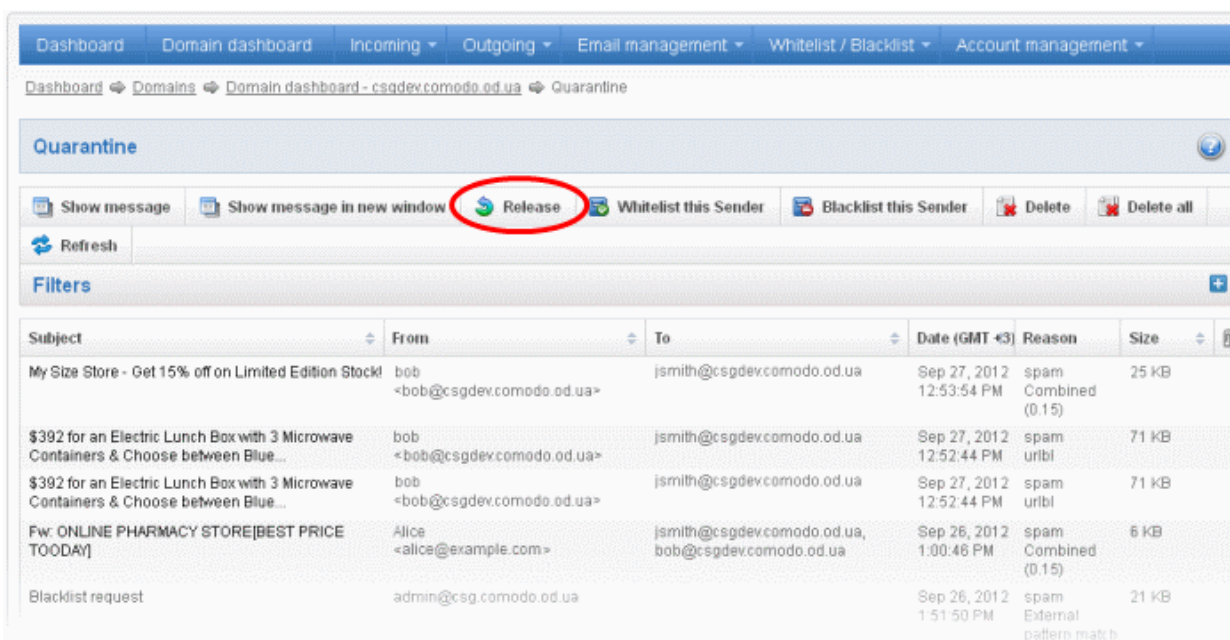 Dashboard Domain dashboard Incoming Outgoing Email management Whitelist / Blacklist Account management
Dashboard Domains Domain dashboard - csgdev.comodo.od.ua Quarantine
Quarantine
Show message Show message in new window Release Whitelist this Sender Blacklist this Sender Delete Delete all
Refresh
Filters
Subject From To Date (GMT +3) Reason Size
My Size Store - Get 15% off on Limited Edition Stock! bob jsmith@csgdev.comodo.od.ua Sep 27, 2012 spam 25 KB
<bob@csgdev.comodo.od.ua> 12:53:54 PM Combined
(0.15)
$392 for an Electric Lunch Box with 3 Microwave bob jsmith@csgdev.comodo.od.ua Sep 27, 2012 spam 71 KB
Containers & Choose between Blue... <bob@csgdev.comodo.od.ua> 12:52:44 PM urlbl
$392 for an Electric Lunch Box with 3 Microwave bob jsmith@csgdev.comodo.od.ua Sep 27, 2012 spam 71 KB
Containers & Choose between Blue... <bob@csgdev.comodo.od.ua> 12:52:44 PM urlbl
Fw: ONLINE PHARMACY STORE[BEST PRICE Alice jsmith@csgdev.comodo.od.ua, Sep 26, 2012 spam 6 KB
TOODAY] <alice@example.com> bob@csgdev.comodo.od.ua 1:00:46 PM Combined
(0.15)
Blacklist request admin@csg.comodo.od.ua Sep 26, 2012 spam 21 KB
1:51:50 PM External
pattern match